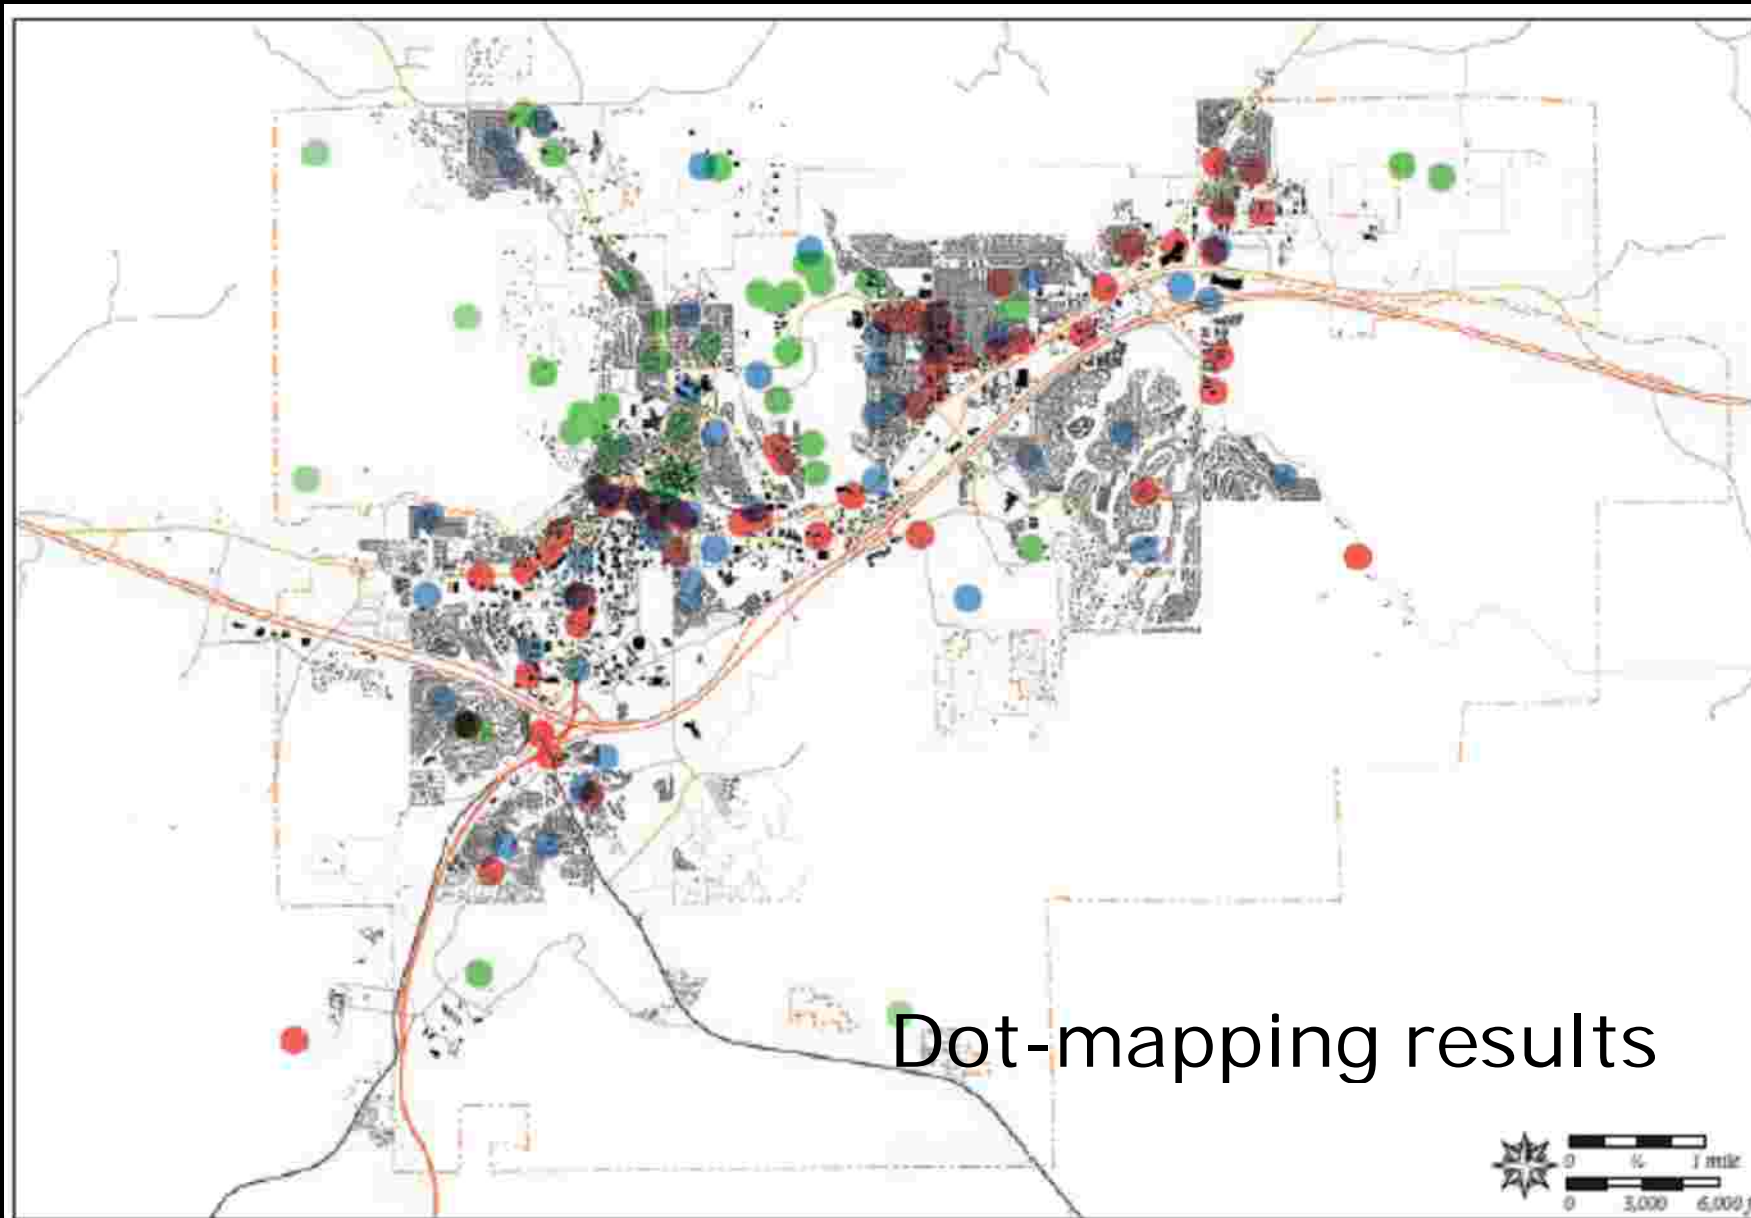 Dot-mapping results
0 ½ 1 mile
0 3,000 6,000 f